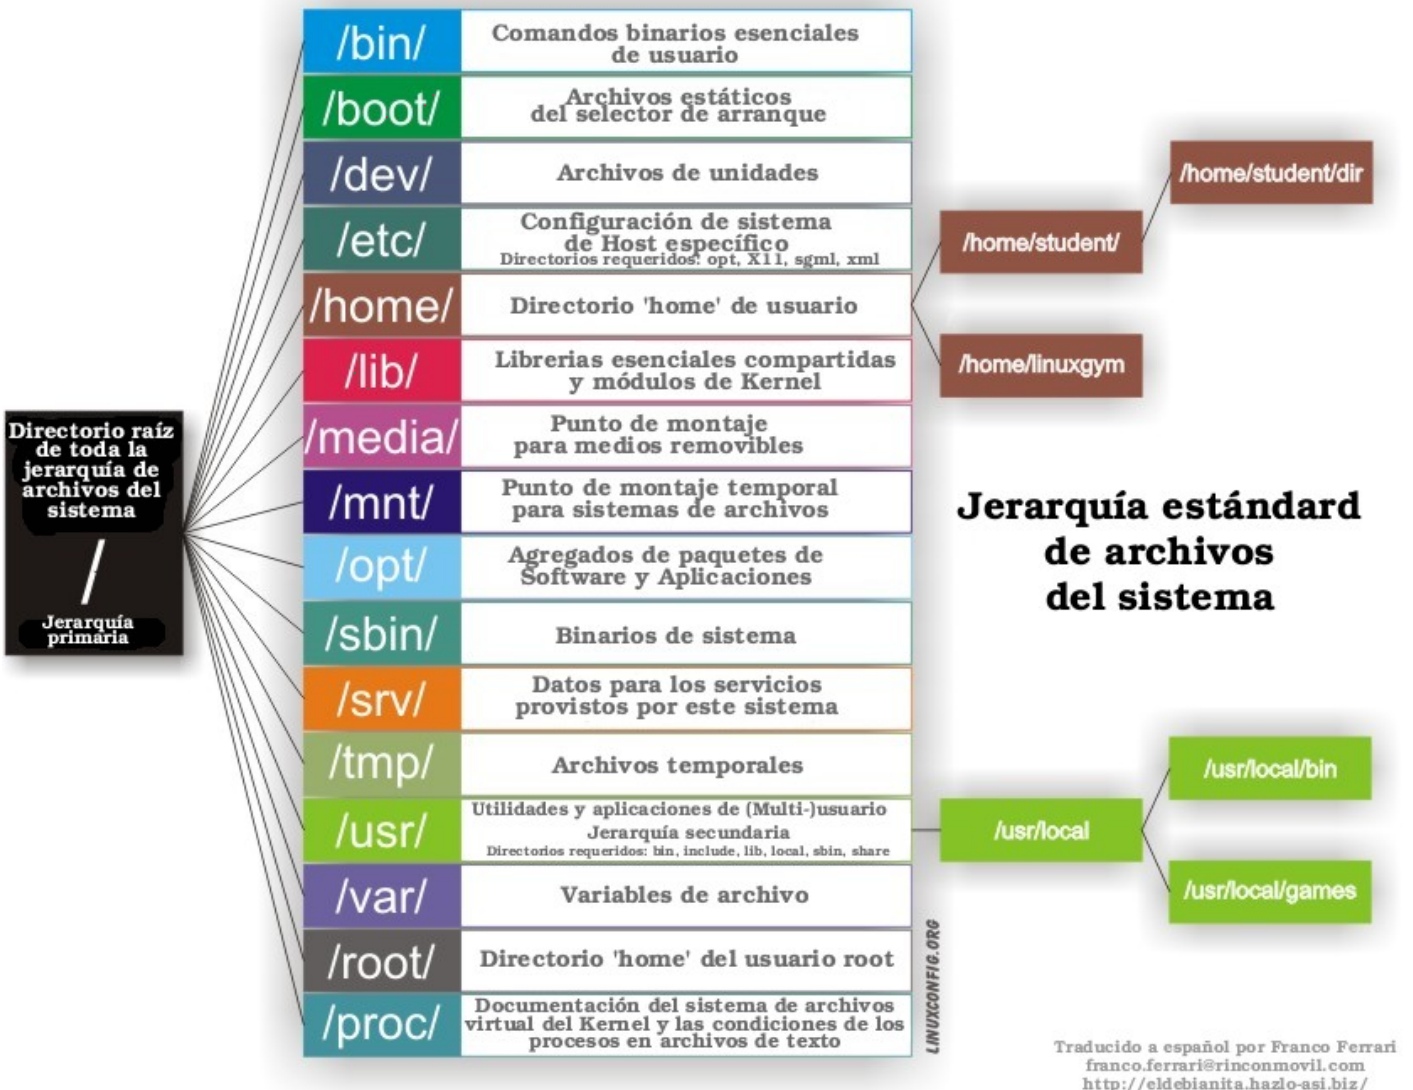 Directorio raíz
de toda la
jerarquía de
archivos del
sistema
/
Jerarquía
primaria
/bin/
Comandos binarios esenciales
de usuario
/boot/
Archivos estáticos
del selector de arranque
/dev/
Archivos de unidades
/etc/
Configuración de sistema
de Host específico
Directorios requeridos: opt, X11, sgml, xml
/home/
Directorio 'home' de usuario
/home/student/
/home/student/dir
/home/linuxgym
/lib/
Librerias esenciales compartidas
y módulos de Kernel
/media/
Punto de montaje
para medios removibles
/mnt/
Punto de montaje temporal
para sistemas de archivos
/opt/
Agregados de paquetes de
Software y Aplicaciones
/sbin/
Binarios de sistema
/srv/
Datos para los servicios
provistos por este sistema
/tmp/
Archivos temporales
/usr/
Utilidades y aplicaciones de (Multi-)usuario
Jerarquía secundaria
Directorios requeridos: bin, include, lib, local, sbin, share
/usr/local
/usr/local/bin
/usr/local/games
/var/
Variables de archivo
/root/
Directorio 'home' del usuario root
/proc/
Documentación del sistema de archivos
virtual del Kernel y las condiciones de los
procesos en archivos de texto
Jerarquía estándard
de archivos
del sistema
LINUXCONFIG.ORG
Traducido a español por Franco Ferrari
franco.ferrari@rinconmovil.com
http://eldebianita.hazlo-asi.biz/